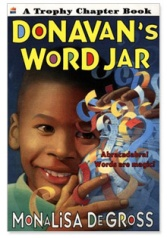 A Trophy Chapter Book
DONAVAN'S
WORD JAR
Abracadabra!
Words are magic!
MONALISA DEGROSS